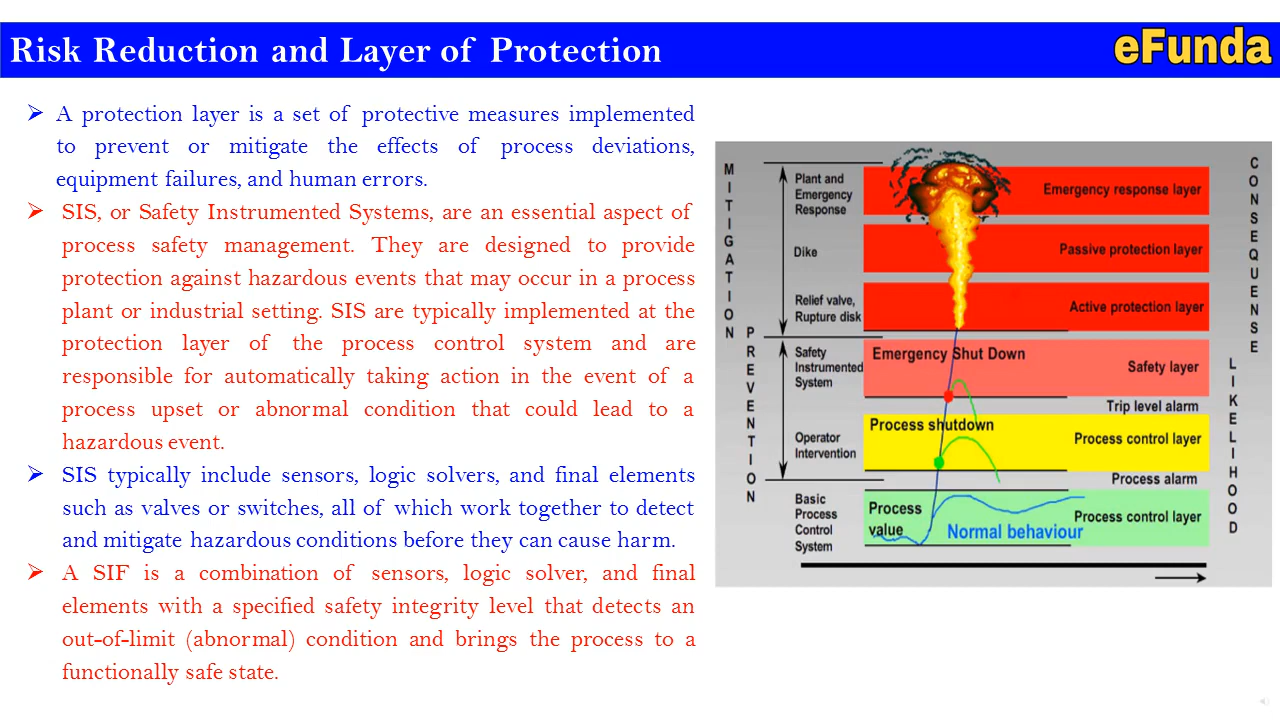 Risk Reduction and Layer of Protection
eFunda
➢ A protection layer is a set of protective measures implemented
to prevent or mitigate the effects of process deviations,
equipment failures, and human errors.
➢ SIS, or Safety Instrumented Systems, are an essential aspect of
process safety management. They are designed to provide
protection against hazardous events that may occur in a process
plant or industrial setting. SIS are typically implemented at the
protection layer of the process control system and are
responsible for automatically taking action in the event of a
process upset or abnormal condition that could lead to a
hazardous event.
➢ SIS typically include sensors, logic solvers, and final elements
such as valves or switches, all of which work together to detect
and mitigate hazardous conditions before they can cause harm.
➢ A SIF is a combination of sensors, logic solver, and final
elements with a specified safety integrity level that detects an
out-of-limit (abnormal) condition and brings the process to a
functionally safe state.
MITIGATION
PREVENTION
Plant and
Emergency
Response
Dike
Relief valve,
Rupture disk
Safety
Instrumented
System
Operator
Intervention
Basic
Process
Control
System
Emergency response layer
Passive protection layer
Active protection layer
Emergency Shut Down
Safety layer
Trip level alarm
Process shutdown
Process control layer
Process alarm
Process
value
Normal behaviour
Process control layer
CONSEQUENSE
LIKELIHOOD